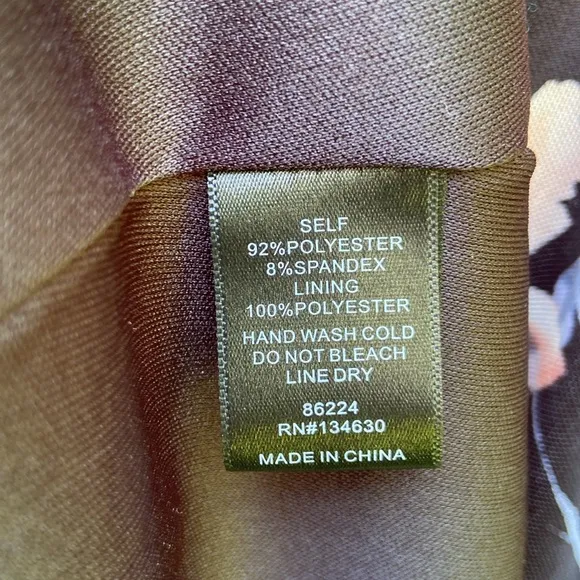 SELF
92%POLYESTER
8%SPANDEX
LINING
100%POLYESTER
HAND WASH COLD
DO NOT BLEACH
LINE DRY
86224
RN#134630
MADE IN CHINA